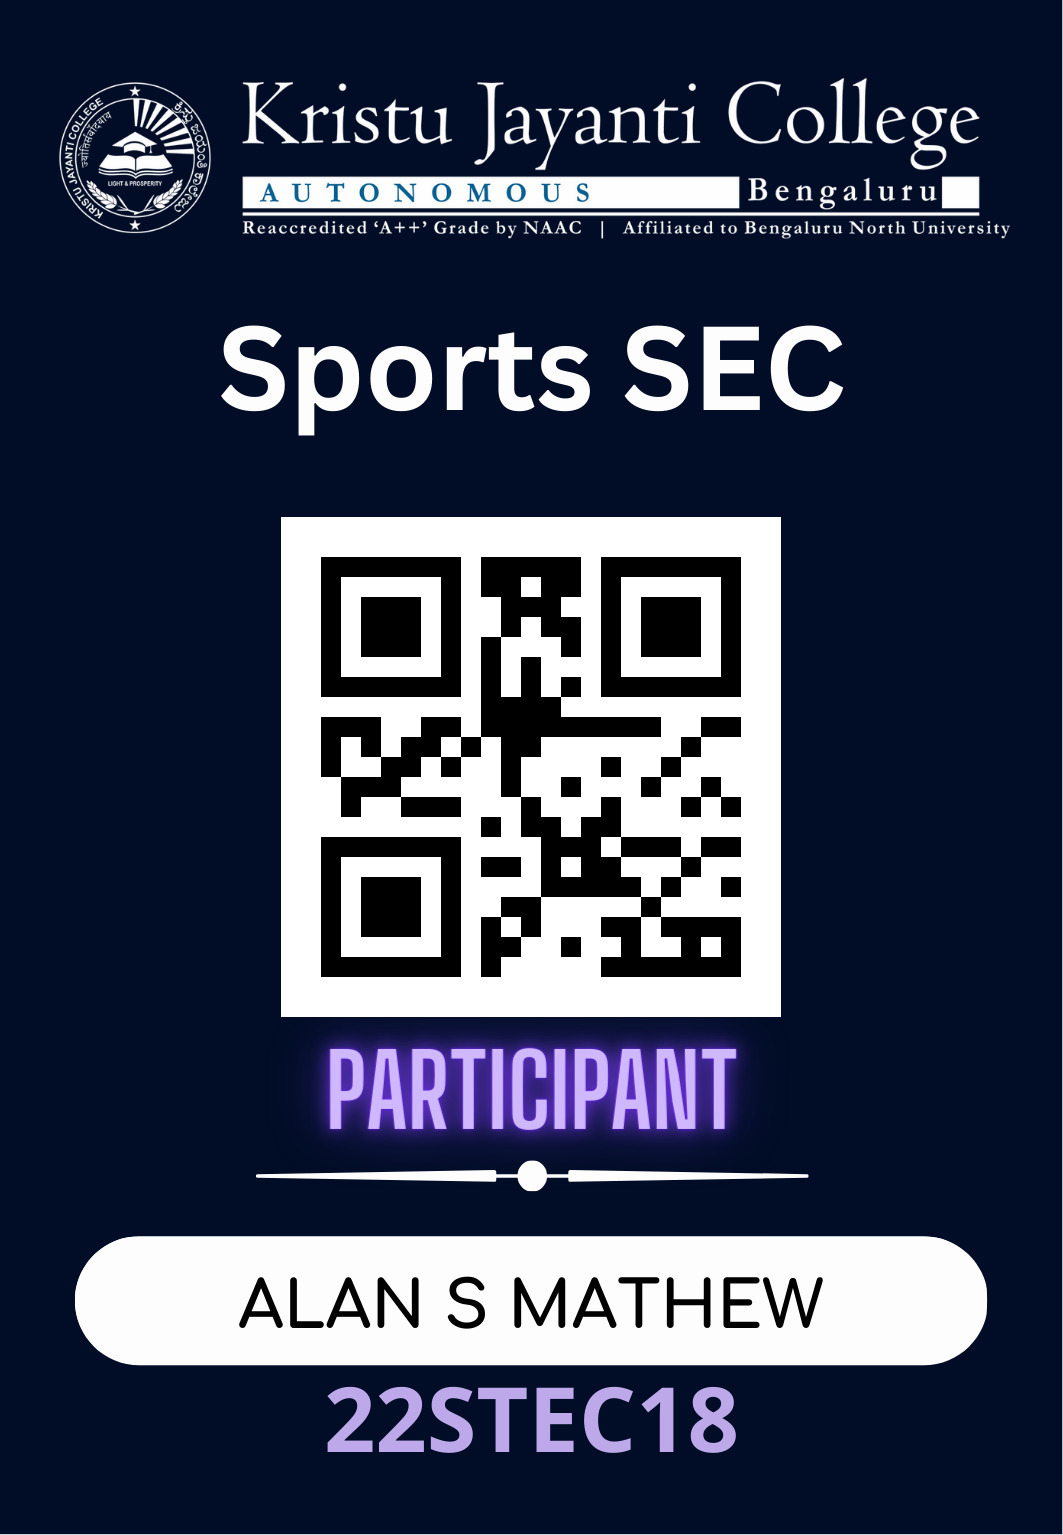 KRISTU JAYANTI COLLEGE
LIGHT & PROSPERITY
Kristu Jayanti College
AUTONOMOUS Bengaluru
Reaccredited ‘A++’ Grade by NAAC | Affiliated to Bengaluru North University
Sports SEC
PARTICIPANT
ALAN S MATHEW
22STEC18